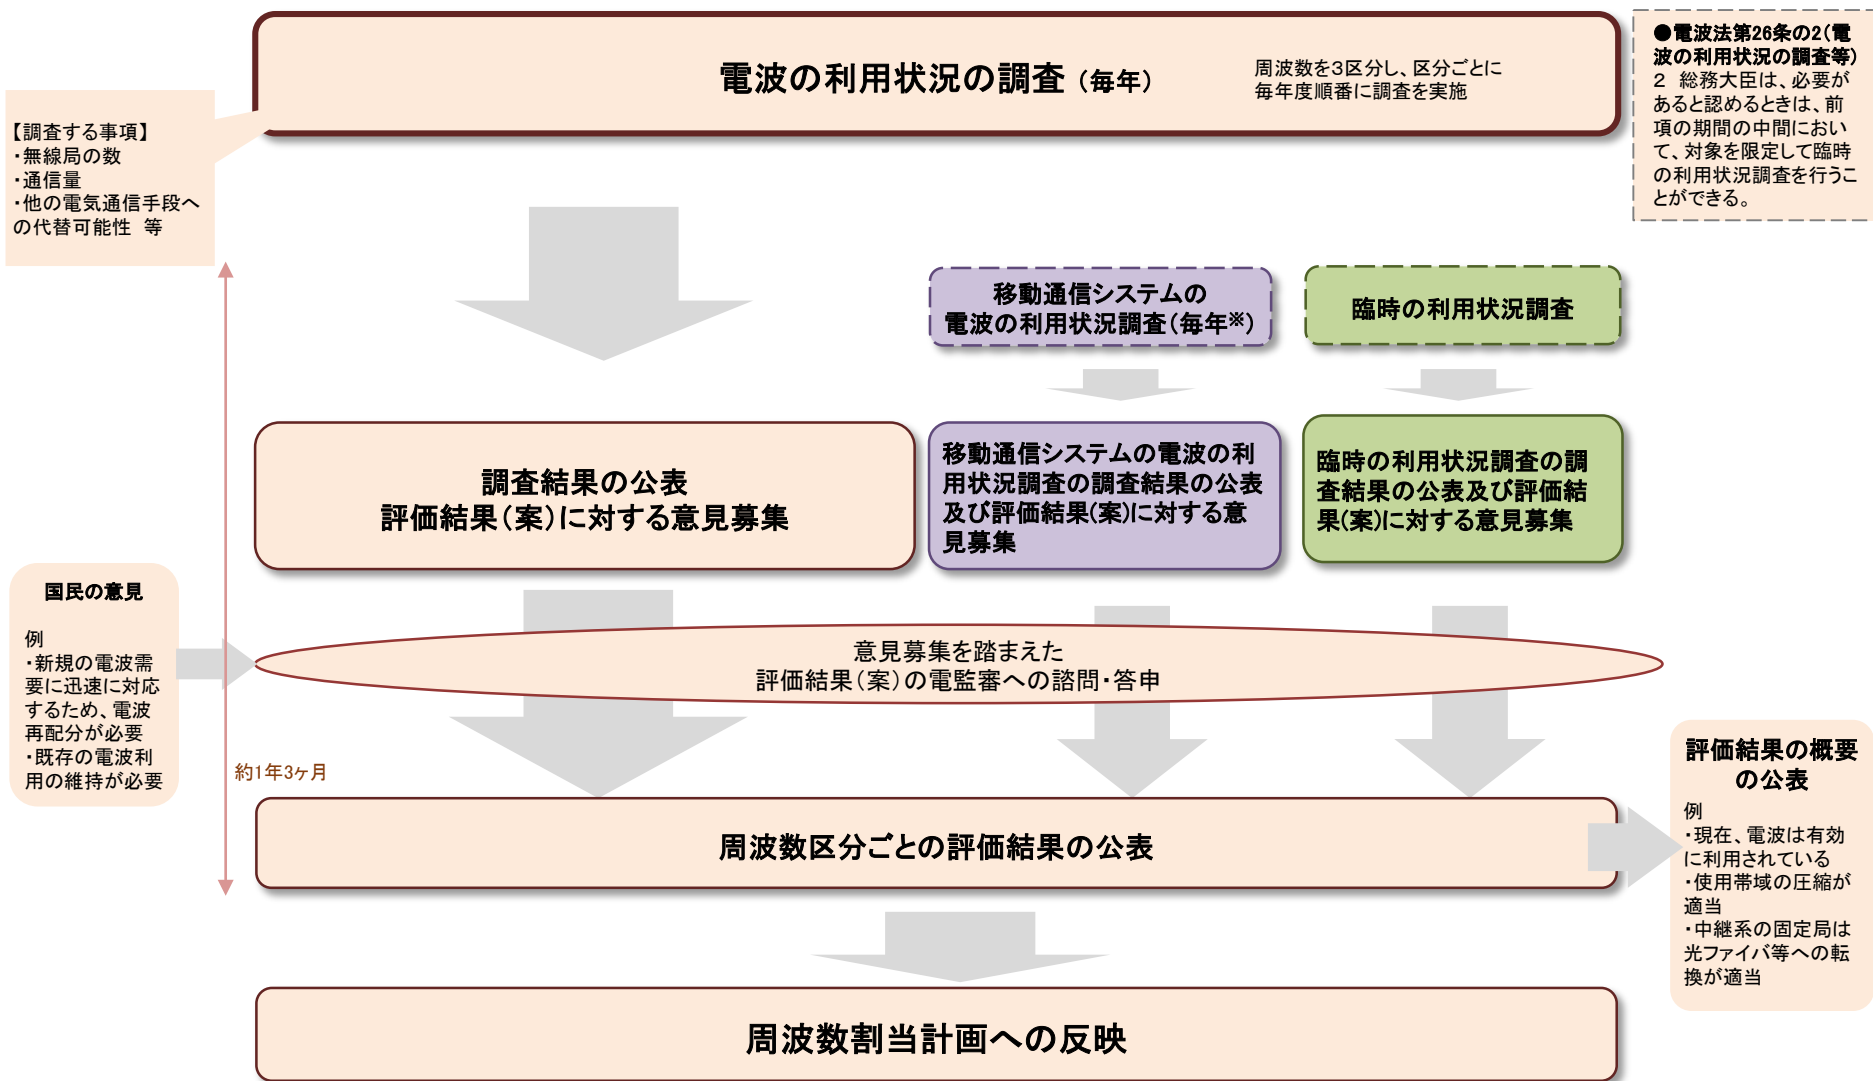 電波の利用状況の調査（毎年）
周波数を3区分し、区分ごとに
毎年度順番に調査を実施
●電波法第26条の2(電
波の利用状況の調査等)
２　総務大臣は、必要が
あると認めるときは、前
項の期間の中間におい
て、対象を限定して臨時
の利用状況調査を行うこ
とができる。
【調査する事項】
・無線局の数
・通信量
・他の電気通信手段へ
の代替可能性　等
移動通信システムの
電波の利用状況調査(毎年※)
臨時の利用状況調査
調査結果の公表
評価結果（案）に対する意見募集
移動通信システムの電波の利
用状況調査の調査結果の公表
及び評価結果(案)に対する意
見募集
臨時の利用状況調査の調
査結果の公表及び評価結
果(案)に対する意見募集
国民の意見
例
・新規の電波需
要に迅速に対応
するため、電波
再配分が必要
・既存の電波利
用の維持が必要
意見募集を踏まえた
評価結果（案）の電監審への諮問・答申
約1年3ヶ月
周波数区分ごとの評価結果の公表
評価結果の概要
の公表
例
・現在、電波は有効
に利用されている
・使用帯域の圧縮が
適当
・中継系の固定局は
光ファイバ等への転
換が適当
周波数割当計画への反映